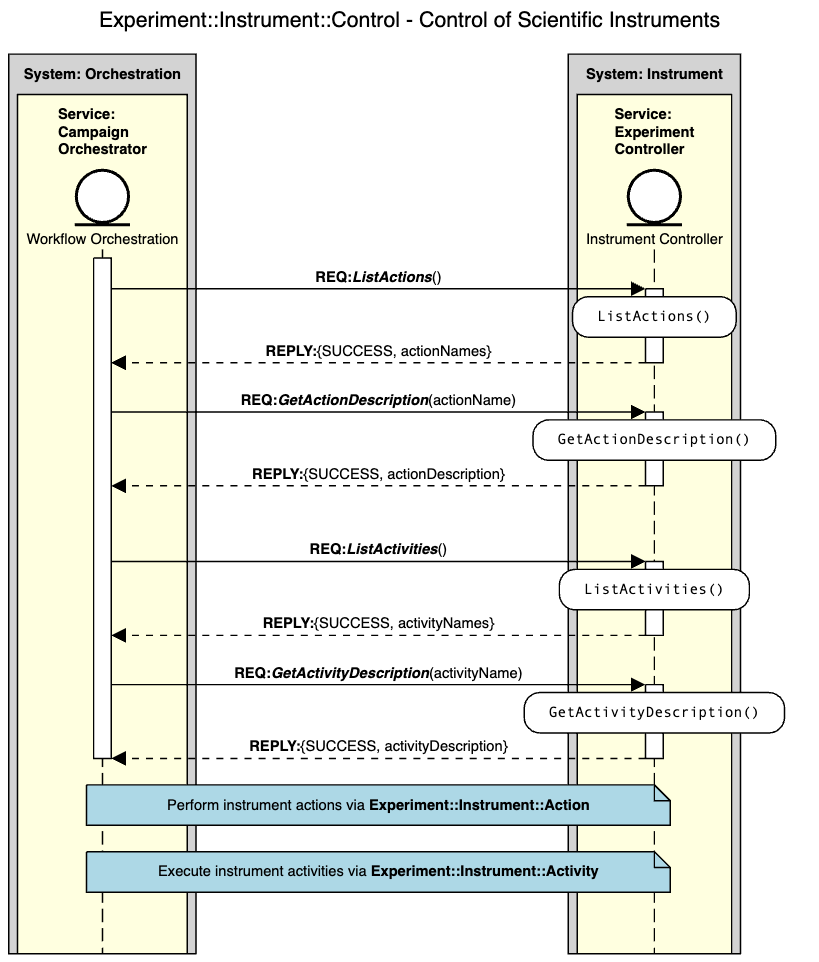 Experiment::Instrument::Control - Control of Scientific Instruments
System: Orchestration
System: Instrument
Service:
Campaign
Orchestrator
Service:
Experiment
Controller
Workflow Orchestration
Instrument Controller
REQ:ListActions()
ListActions()
REPLY:{SUCCESS, actionNames}
REQ:GetActionDescription(actionName)
GetActionDescription()
REPLY:{SUCCESS, actionDescription}
REQ:ListActivities()
ListActivities()
REPLY:{SUCCESS, activityNames}
REQ:GetActivityDescription(activityName)
GetActivityDescription()
REPLY:{SUCCESS, activityDescription}
Perform instrument actions via Experiment::Instrument::Action
Execute instrument activities via Experiment::Instrument::Activity